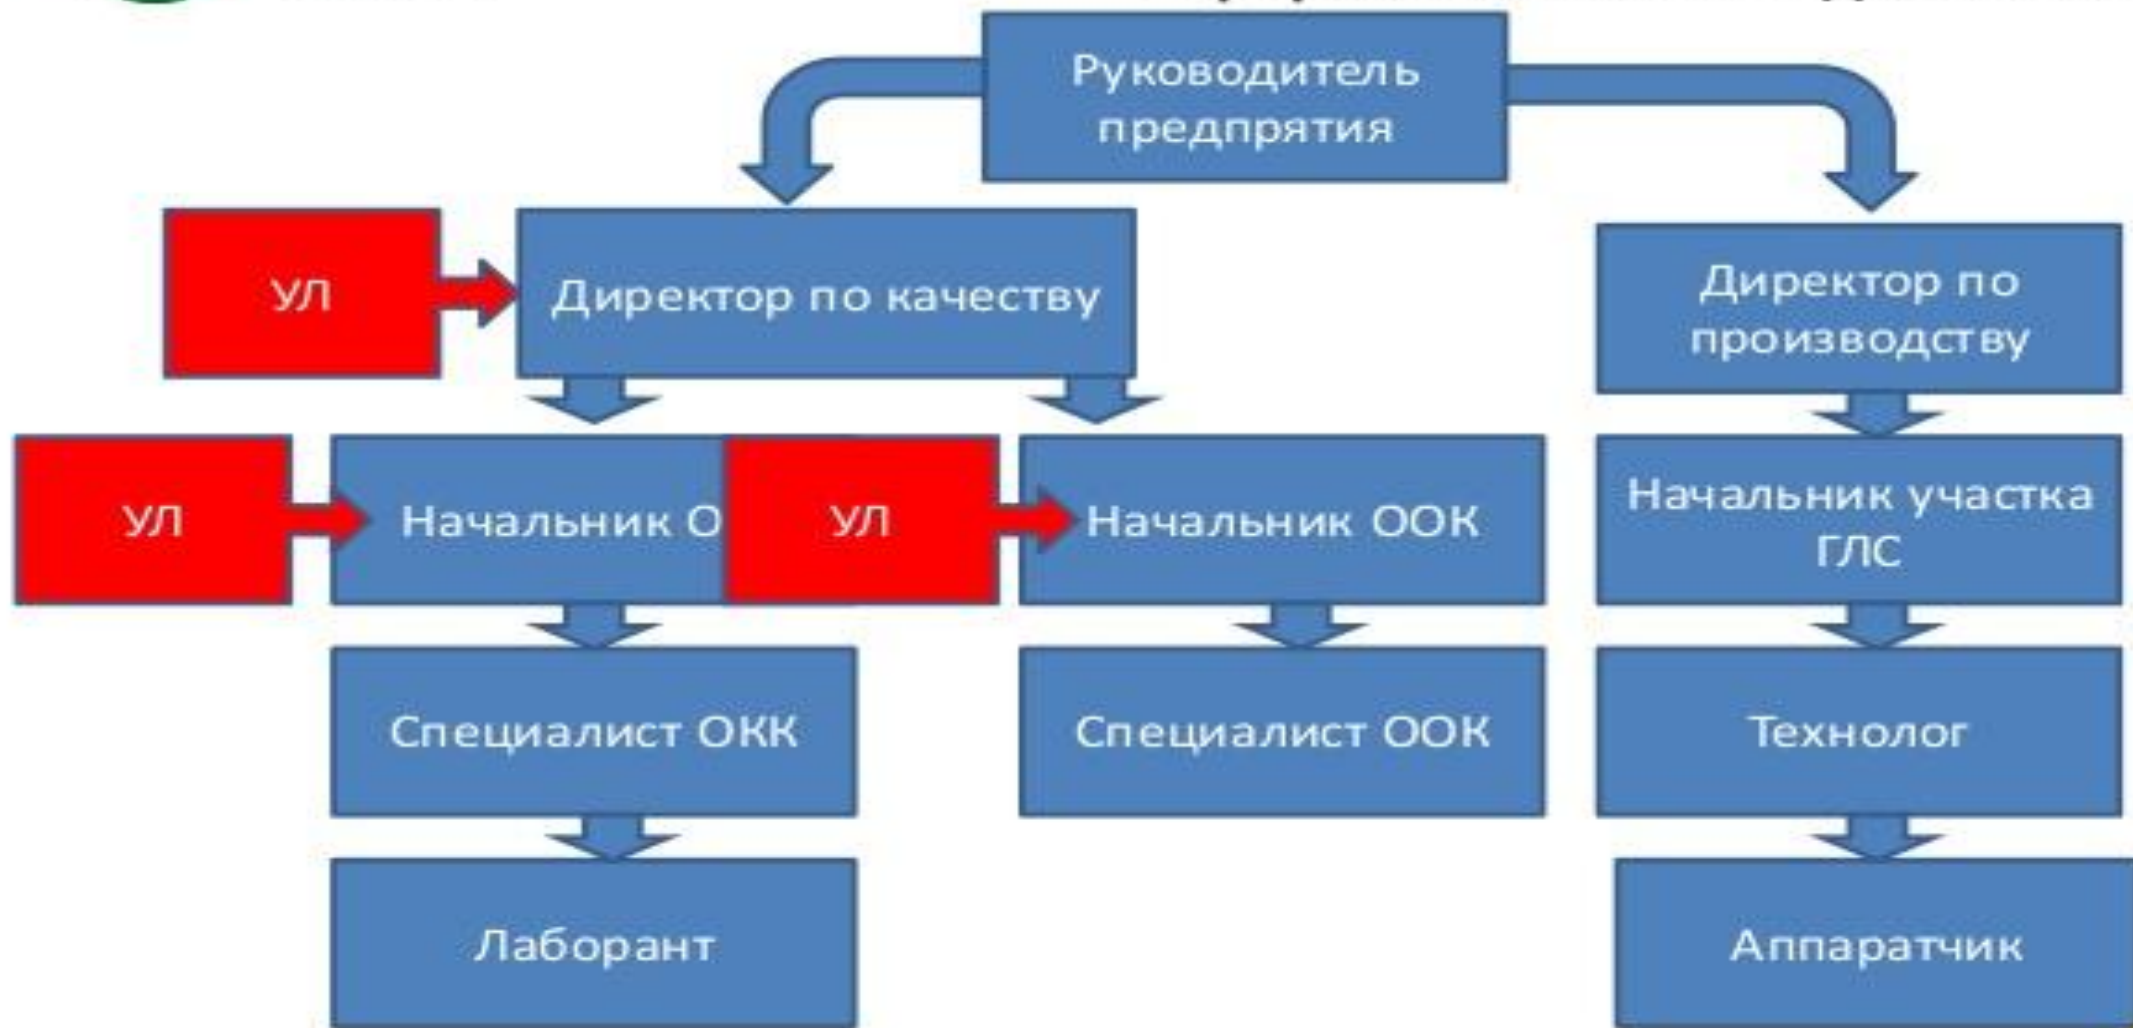 Руководитель
предпрятия
УЛ
Директор по качеству
Директор по
производству
УЛ
Начальник О
УЛ
Начальник ООК
Начальник участка
ГЛС
Специалист ОКК
Специалист ООК
Технолог
Лаборант
Аппаратчик